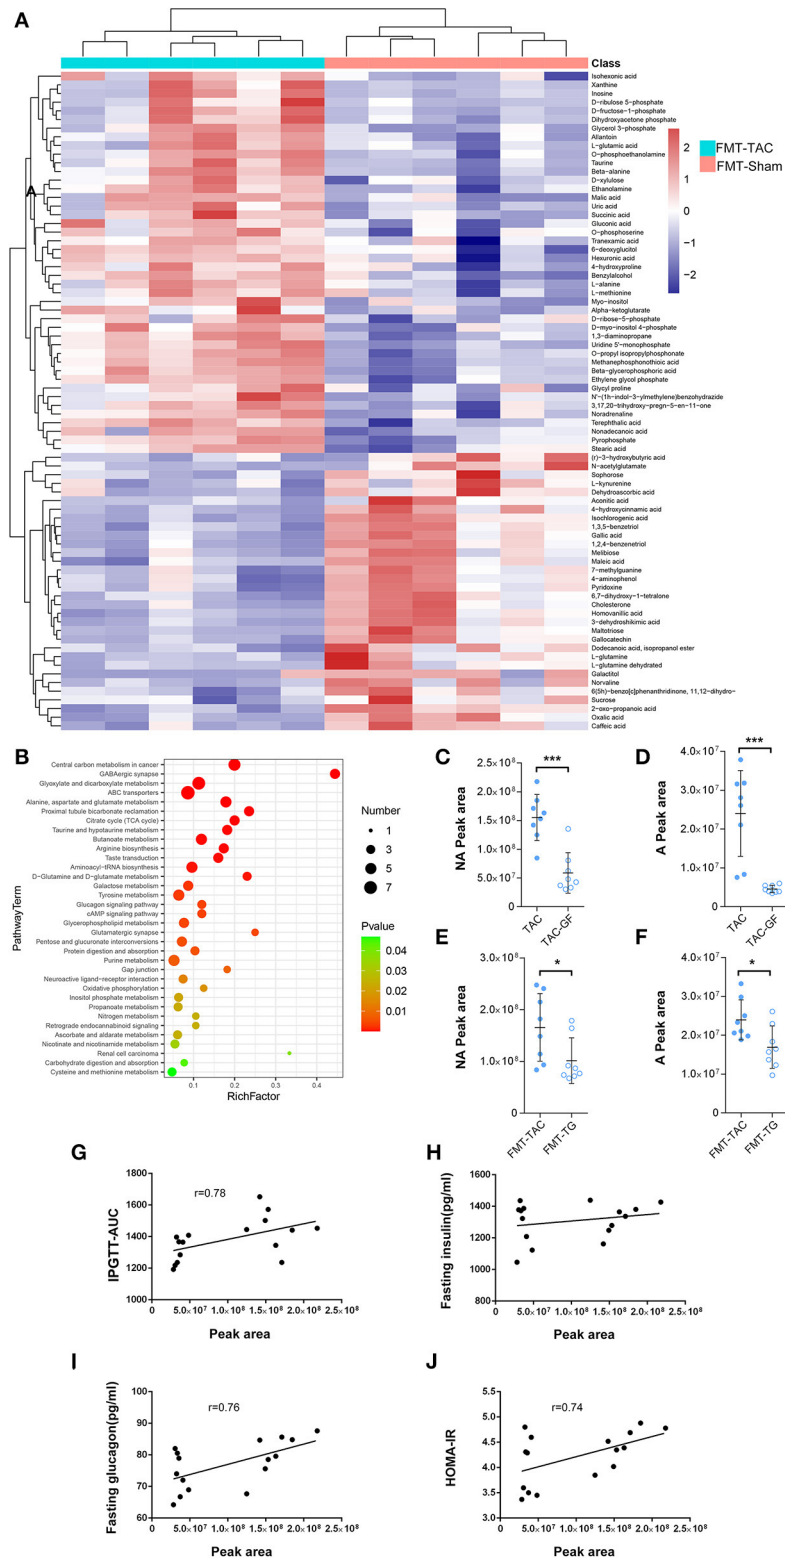 A
Class
Isohexonic acid
Xanthine
Inosine
D-ribulose 5-phosphate
D-fructose-1-phosphate
Dihydroxyacetone phosphate
Glycerol 3-phosphate
Allantoin
L-glutamic acid
O-phosphoethanolamine
Taurine
Beta-alanine
D-xylulose
Ethanolamine
Malic acid
Uric acid
Succinic acid
Gluconic acid
O-phosphoserine
Tranexamic acid
6-deoxyglucitol
Hexuronic acid
4-hydroxyproline
Benzylalcohol
L-alanine
L-methionine
Myo-inositol
Alpha-ketoglutarate
D-ribose-5-phosphate
D-myo-inositol 4-phosphate
1,3-diaminopropane
Uridine 5'-monophosphate
O-propyl isopropylphosphonate
Methanephosphonothioic acid
Beta-glycerophosphoric acid
Ethylene glycol phosphate
Glycyl proline
N'-(1h-indol-3-ylmethylene)benzohydrazide
3,17,20-trihydroxy-pregn-5-en-11-one
Noradrenaline
Terephthalic acid
Nonadecanoic acid
Pyrophosphate
Stearic acid
(r)-3-hydroxybutyric acid
N-acetylglutamate
Sophorose
L-kynurenine
Dehydroascorbic acid
Aconitic acid
4-hydroxycinnamic acid
Isochlorogenic acid
1,3,5-benzetriol
Gallic acid
1,2,4-benzenetriol
Melibiose
Maleic acid
7-methylguanine
4-aminophenol
Pyridoxine
6,7-dihydroxy-1-tetralone
Cholesterone
Homovanillic acid
3-dehydroshikimic acid
Maltotriose
Gallocatechin
Dodecanoic acid, isopropanol ester
L-glutamine
L-glutamine dehydrated
Galactitol
Norvaline
6(5h)-benzo[c]phenanthridinone, 11,12-dihydro-
Sucrose
2-oxo-propanoic acid
Oxalic acid
Caffeic acid
A
2
1
0
−1
−2
FMT-TAC
FMT-Sham
B
PathwayTerm
Central carbon metabolism in cancer
GABAergic synapse
Glyoxylate and dicarboxylate metabolism
ABC transporters
Alanine, aspartate and glutamate metabolism
Proximal tubule bicarbonate reclamation
Citrate cycle (TCA cycle)
Taurine and hypotaurine metabolism
Butanoate metabolism
Arginine biosynthesis
Taste transduction
Aminoacyl-tRNA biosynthesis
D-Glutamine and D-glutamate metabolism
Galactose metabolism
Tyrosine metabolism
Glucagon signaling pathway
cAMP signaling pathway
Glycerophospholipid metabolism
Glutamatergic synapse
Pentose and glucuronate interconversions
Protein digestion and absorption
Purine metabolism
Gap junction
Neuroactive ligand-receptor interaction
Oxidative phosphorylation
Inositol phosphate metabolism
Propanoate metabolism
Nitrogen metabolism
Retrograde endocannabinoid signaling
Ascorbate and aldarate metabolism
Nicotinate and nicotinamide metabolism
Renal cell carcinoma
Carbohydrate digestion and absorption
Cysteine and methionine metabolism
0.1 0.2 0.3 0.4
RichFactor
Number
1
3
5
7
Pvalue
0.04
0.03
0.02
0.01
C
NA Peak area
2.5×10⁸
2.0×10⁸
1.5×10⁸
1.0×10⁸
5.0×10⁷
0
***
TAC
TAC-GF
D
A Peak area
4.0×10⁷
3.0×10⁷
2.0×10⁷
1.0×10⁷
0
***
TAC
TAC-GF
E
NA Peak area
3.0×10⁸
2.0×10⁸
1.0×10⁸
0
*
FMT-TAC
FMT-TG
F
A Peak area
4.0×10⁷
3.0×10⁷
2.0×10⁷
1.0×10⁷
0
*
FMT-TAC
FMT-TG
G
IPGTT-AUC
1800
1600
1400
1200
1000
r=0.78
0 5.0×10⁷ 1.0×10⁸ 1.5×10⁸ 2.0×10⁸ 2.5×10⁸
Peak area
H
Fasting insulin(pg/ml)
1600
1400
1200
1000
800
0 5.0×10⁷ 1.0×10⁸ 1.5×10⁸ 2.0×10⁸ 2.5×10⁸
Peak area
I
Fasting glucagon(pg/ml)
100
90
80
70
60
r=0.76
0 5.0×10⁷ 1.0×10⁸ 1.5×10⁸ 2.0×10⁸ 2.5×10⁸
Peak area
J
HOMA-IR
5.5
5.0
4.5
4.0
3.5
3.0
r=0.74
0 5.0×10⁷ 1.0×10⁸ 1.5×10⁸ 2.0×10⁸ 2.5×10⁸
Peak area